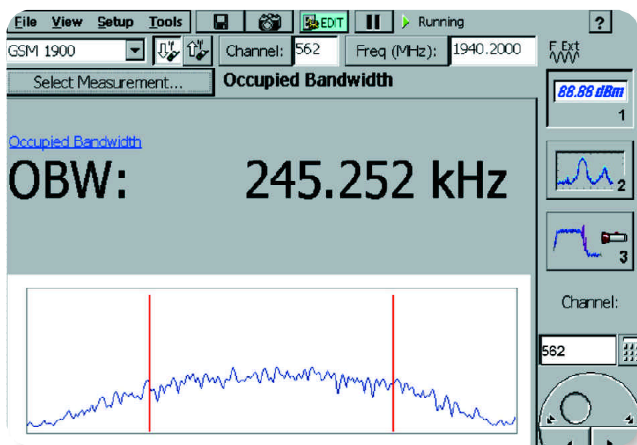 File View Setup Tools EDIT Running ?
GSM 1900 Channel: 562 Freq (MHz): 1940.2000 F Ext
Select Measurement... Occupied Bandwidth
88.88 dBm
1
Occupied Bandwidth
OBW: 245.252 kHz
2
3
Channel:
562